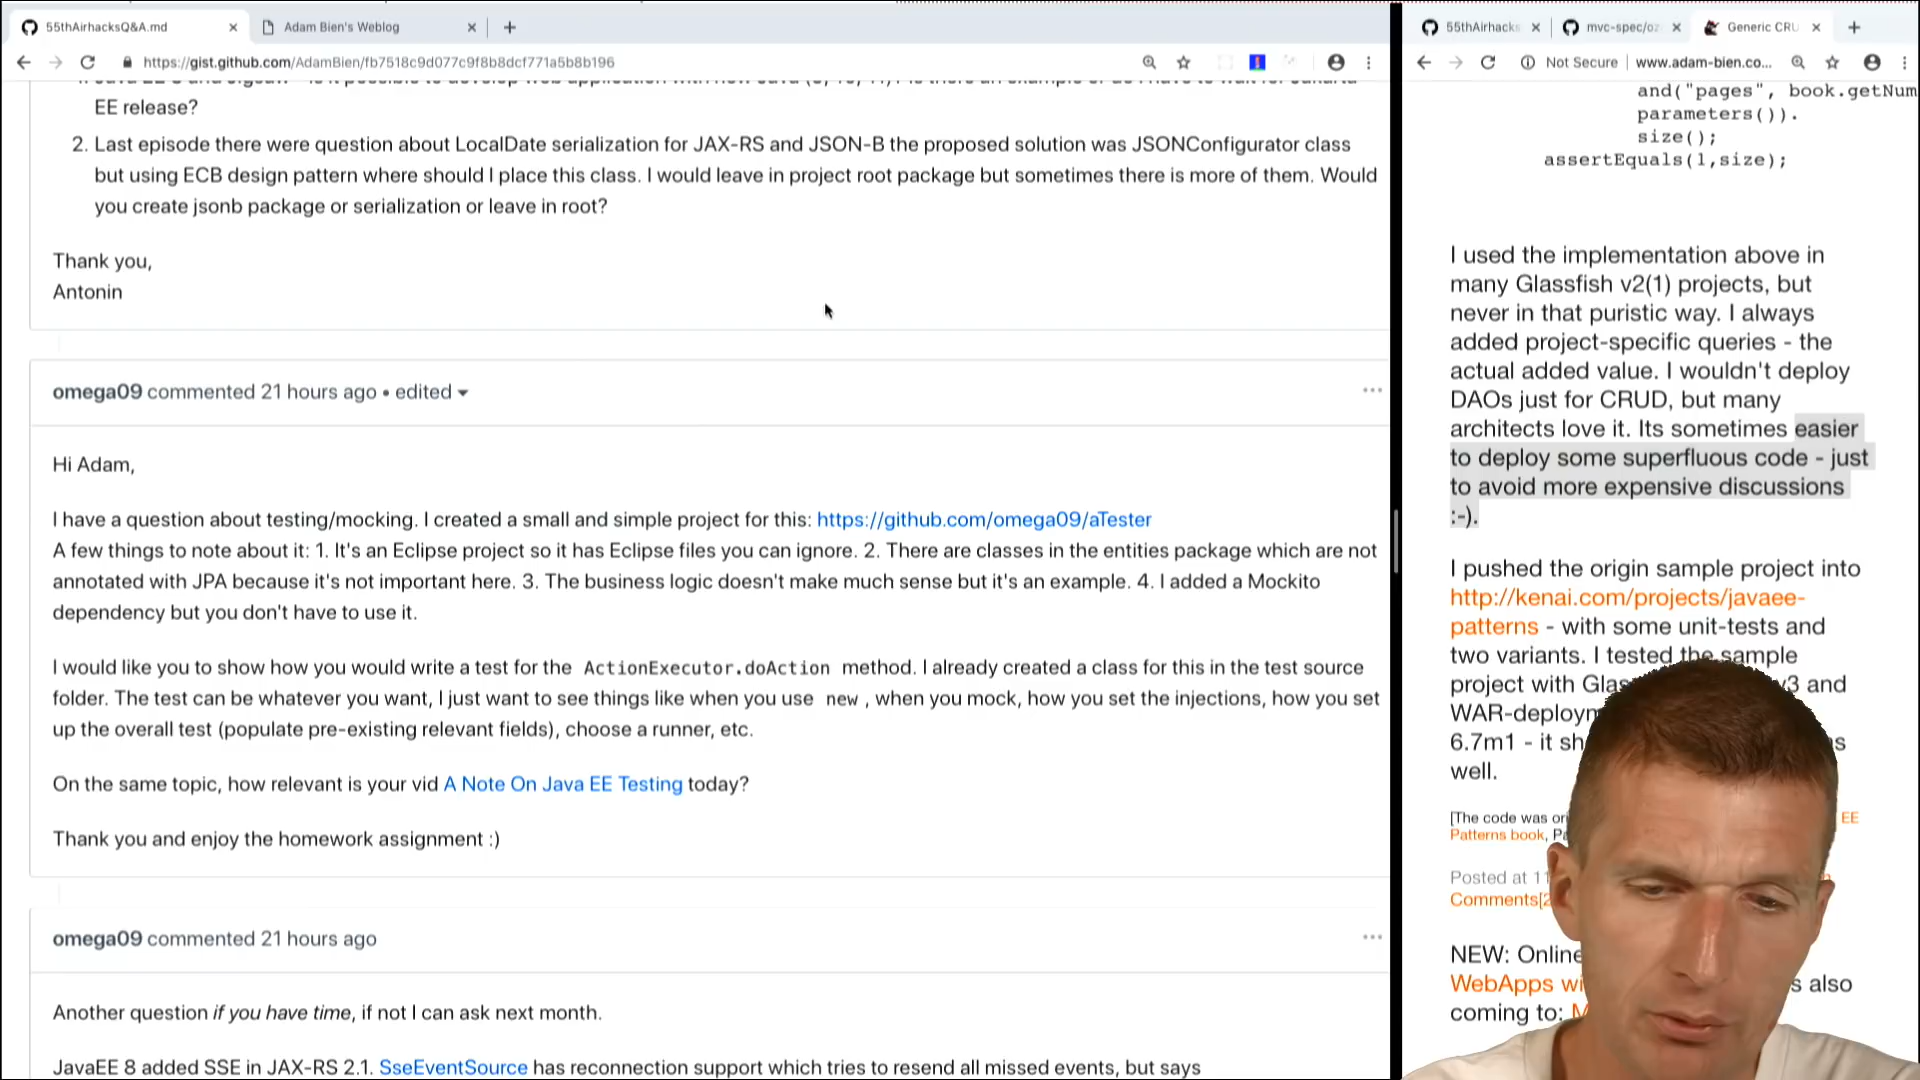 55thAirhacksQ&A.md
Adam Bien's Weblog
https://gist.github.com/AdamBien/fb7518c9d077c9f8b8dcf771a5b8b196
EE release?
2. Last episode there were question about LocalDate serialization for JAX-RS and JSON-B the proposed solution was JSONConfigurator class
but using ECB design pattern where should I place this class. I would leave in project root package but sometimes there is more of them. Would
you create jsonb package or serialization or leave in root?
Thank you,
Antonin
omega09 commented 21 hours ago • edited
Hi Adam,
I have a question about testing/mocking. I created a small and simple project for this: https://github.com/omega09/aTester
A few things to note about it: 1. It's an Eclipse project so it has Eclipse files you can ignore. 2. There are classes in the entities package which are not
annotated with JPA because it's not important here. 3. The business logic doesn't make much sense but it's an example. 4. I added a Mockito
dependency but you don't have to use it.
I would like you to show how you would write a test for the ActionExecutor.doAction method. I already created a class for this in the test source
folder. The test can be whatever you want, I just want to see things like when you use new , when you mock, how you set the injections, how you set
up the overall test (populate pre-existing relevant fields), choose a runner, etc.
On the same topic, how relevant is your vid A Note On Java EE Testing today?
Thank you and enjoy the homework assignment :)
omega09 commented 21 hours ago
Another question if you have time, if not I can ask next month.
JavaEE 8 added SSE in JAX-RS 2.1. SseEventSource has reconnection support which tries to resend all missed events, but says
55thAirhacks
mvc-spec/oz
Generic CRU
Not Secure | www.adam-bien.co...
and("pages", book.getNum
parameters()).
size();
assertEquals(1,size);
I used the implementation above in
many Glassfish v2(1) projects, but
never in that puristic way. I always
added project-specific queries - the
actual added value. I wouldn't deploy
DAOs just for CRUD, but many
architects love it. Its sometimes easier
to deploy some superfluous code - just
to avoid more expensive discussions
:-).
I pushed the origin sample project into
http://kenai.com/projects/javaee-
patterns - with some unit-tests and
two variants. I tested the sample
project with v3 and
6.7m1 - it
well.
[The code was EE
Patterns book,
Posted at
NEW:
WebApps also
coming to: